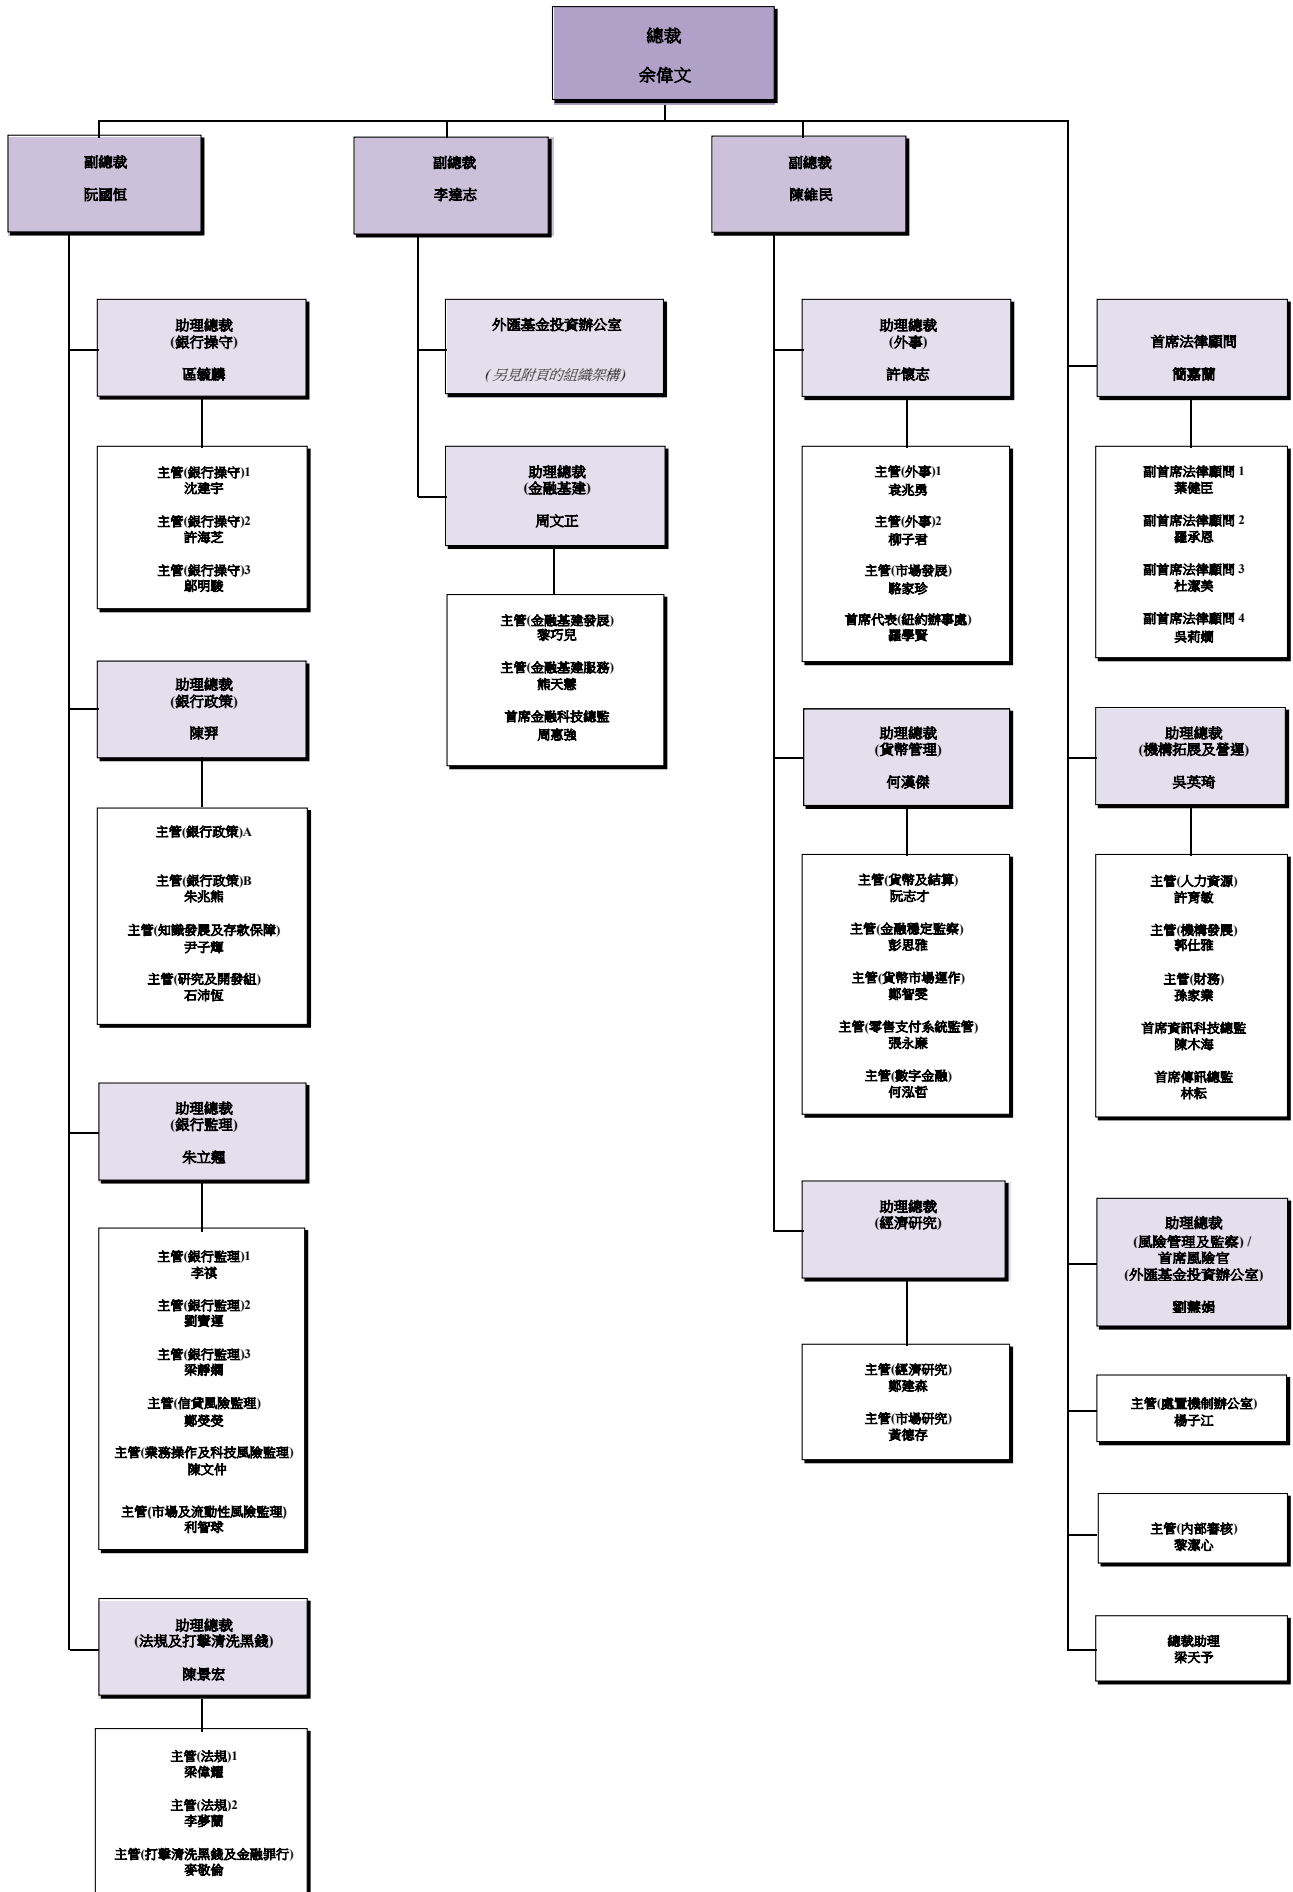 總裁
余偉文
副總裁
阮國恒
副總裁
李達志
副總裁
陳維民
助理總裁
(銀行操守)
區毓麟
主管(銀行操守)1
沈建宇
主管(銀行操守)2
許海芝
主管(銀行操守)3
鄔明駿
助理總裁
(銀行政策)
陳羿
主管(銀行政策)A
主管(銀行政策)B
朱兆熊
主管(知識發展及存款保障)
尹子輝
主管(研究及開發組)
石沛恆
助理總裁
(銀行監理)
朱立翹
主管(銀行監理)1
李祺
主管(銀行監理)2
劉寶運
主管(銀行監理)3
梁靜嫻
主管(信貸風險監理)
鄭熒熒
主管(業務操作及科技風險監理)
陳文仲
主管(市場及流動性風險監理)
利智球
助理總裁
(法規及打擊清洗黑錢)
陳景宏
主管(法規)1
梁偉耀
主管(法規)2
李夢蘭
主管(打擊清洗黑錢及金融罪行)
麥敬倫
外匯基金投資辦公室
(另見附頁的組織架構)
助理總裁
(金融基建)
周文正
主管(金融基建發展)
黎巧兒
主管(金融基建服務)
熊天慧
首席金融科技總監
周惠強
助理總裁
(外事)
許懷志
主管(外事)1
袁兆勇
主管(外事)2
柳子君
主管(市場發展)
駱家珍
首席代表(紐約辦事處)
羅學賢
助理總裁
(貨幣管理)
何漢傑
主管(貨幣及結算)
阮志才
主管(金融穩定監察)
彭思雅
主管(貨幣市場運作)
鄭智雯
主管(零售支付系統監管)
張永廉
主管(數字金融)
何泓哲
助理總裁
(經濟研究)
主管(經濟研究)
鄭建森
主管(市場研究)
黃德存
首席法律顧問
簡嘉蘭
副首席法律顧問 1
葉健臣
副首席法律顧問 2
羅承恩
副首席法律顧問 3
杜潔美
副首席法律顧問 4
吳莉嫻
助理總裁
(機構拓展及營運)
吳英琦
主管(人力資源)
許育敏
主管(機構發展)
郭仕雅
主管(財務)
孫家業
首席資訊科技總監
陳木海
首席傳訊總監
林耘
助理總裁
(風險管理及監察) /
首席風險官
(外匯基金投資辦公室)
劉慧娟
主管(處置機制辦公室)
楊子江
主管(內部審核)
黎潔心
總裁助理
梁天予